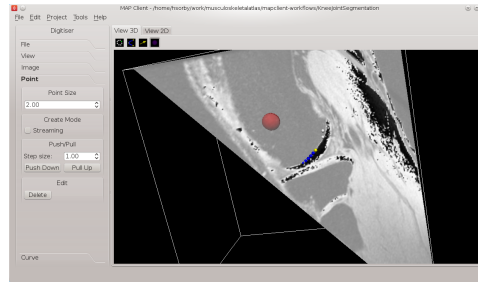 MAP Client - /home/hsorby/work/musculoskeletalatlas/mapclient-workflows/KneeJointSegmentation
File Edit Project Tools Help
Digitiser
File
View
Image
Point
Point Size
2.00
Create Mode
Streaming
Push/Pull
Step size: 1.00
Push Down Pull Up
Edit
Delete
Curve
View 3D View 2D